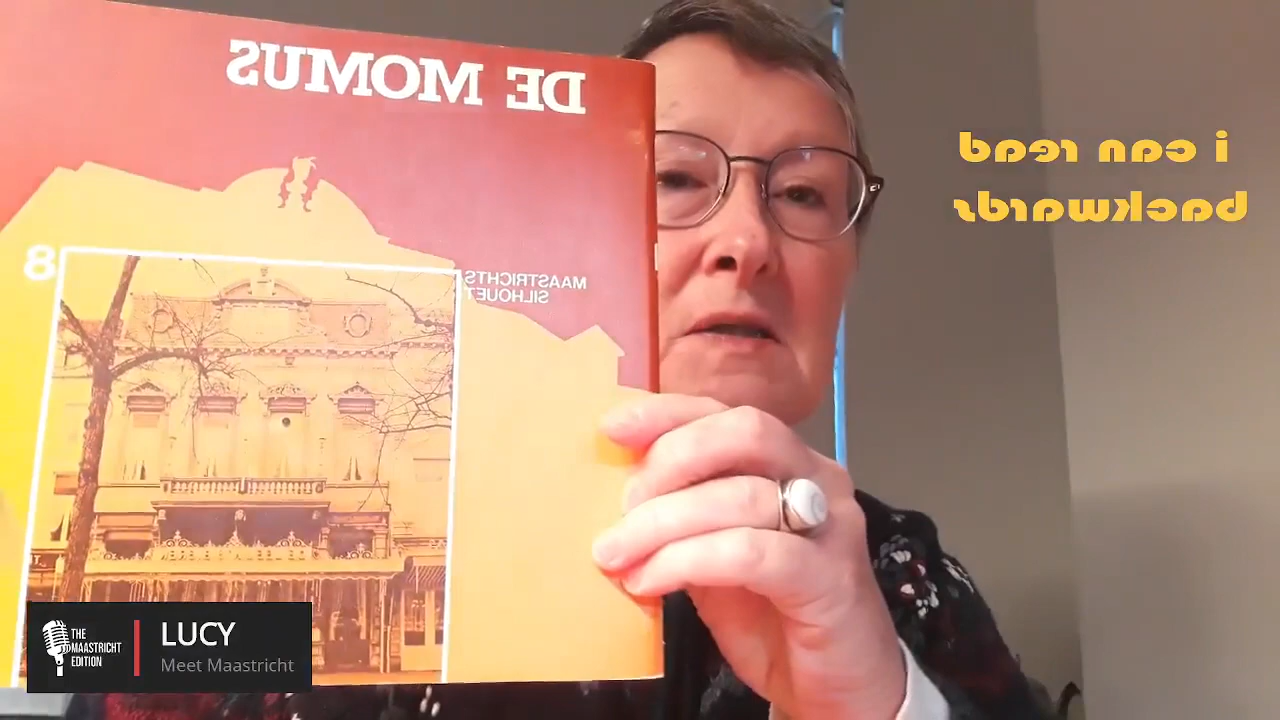 DE MOMUS
i can read
backwards
8
MAASTRICHTS
SILHOUET
THE
MAASTRICHT
EDITION
LUCY
Meet Maastricht